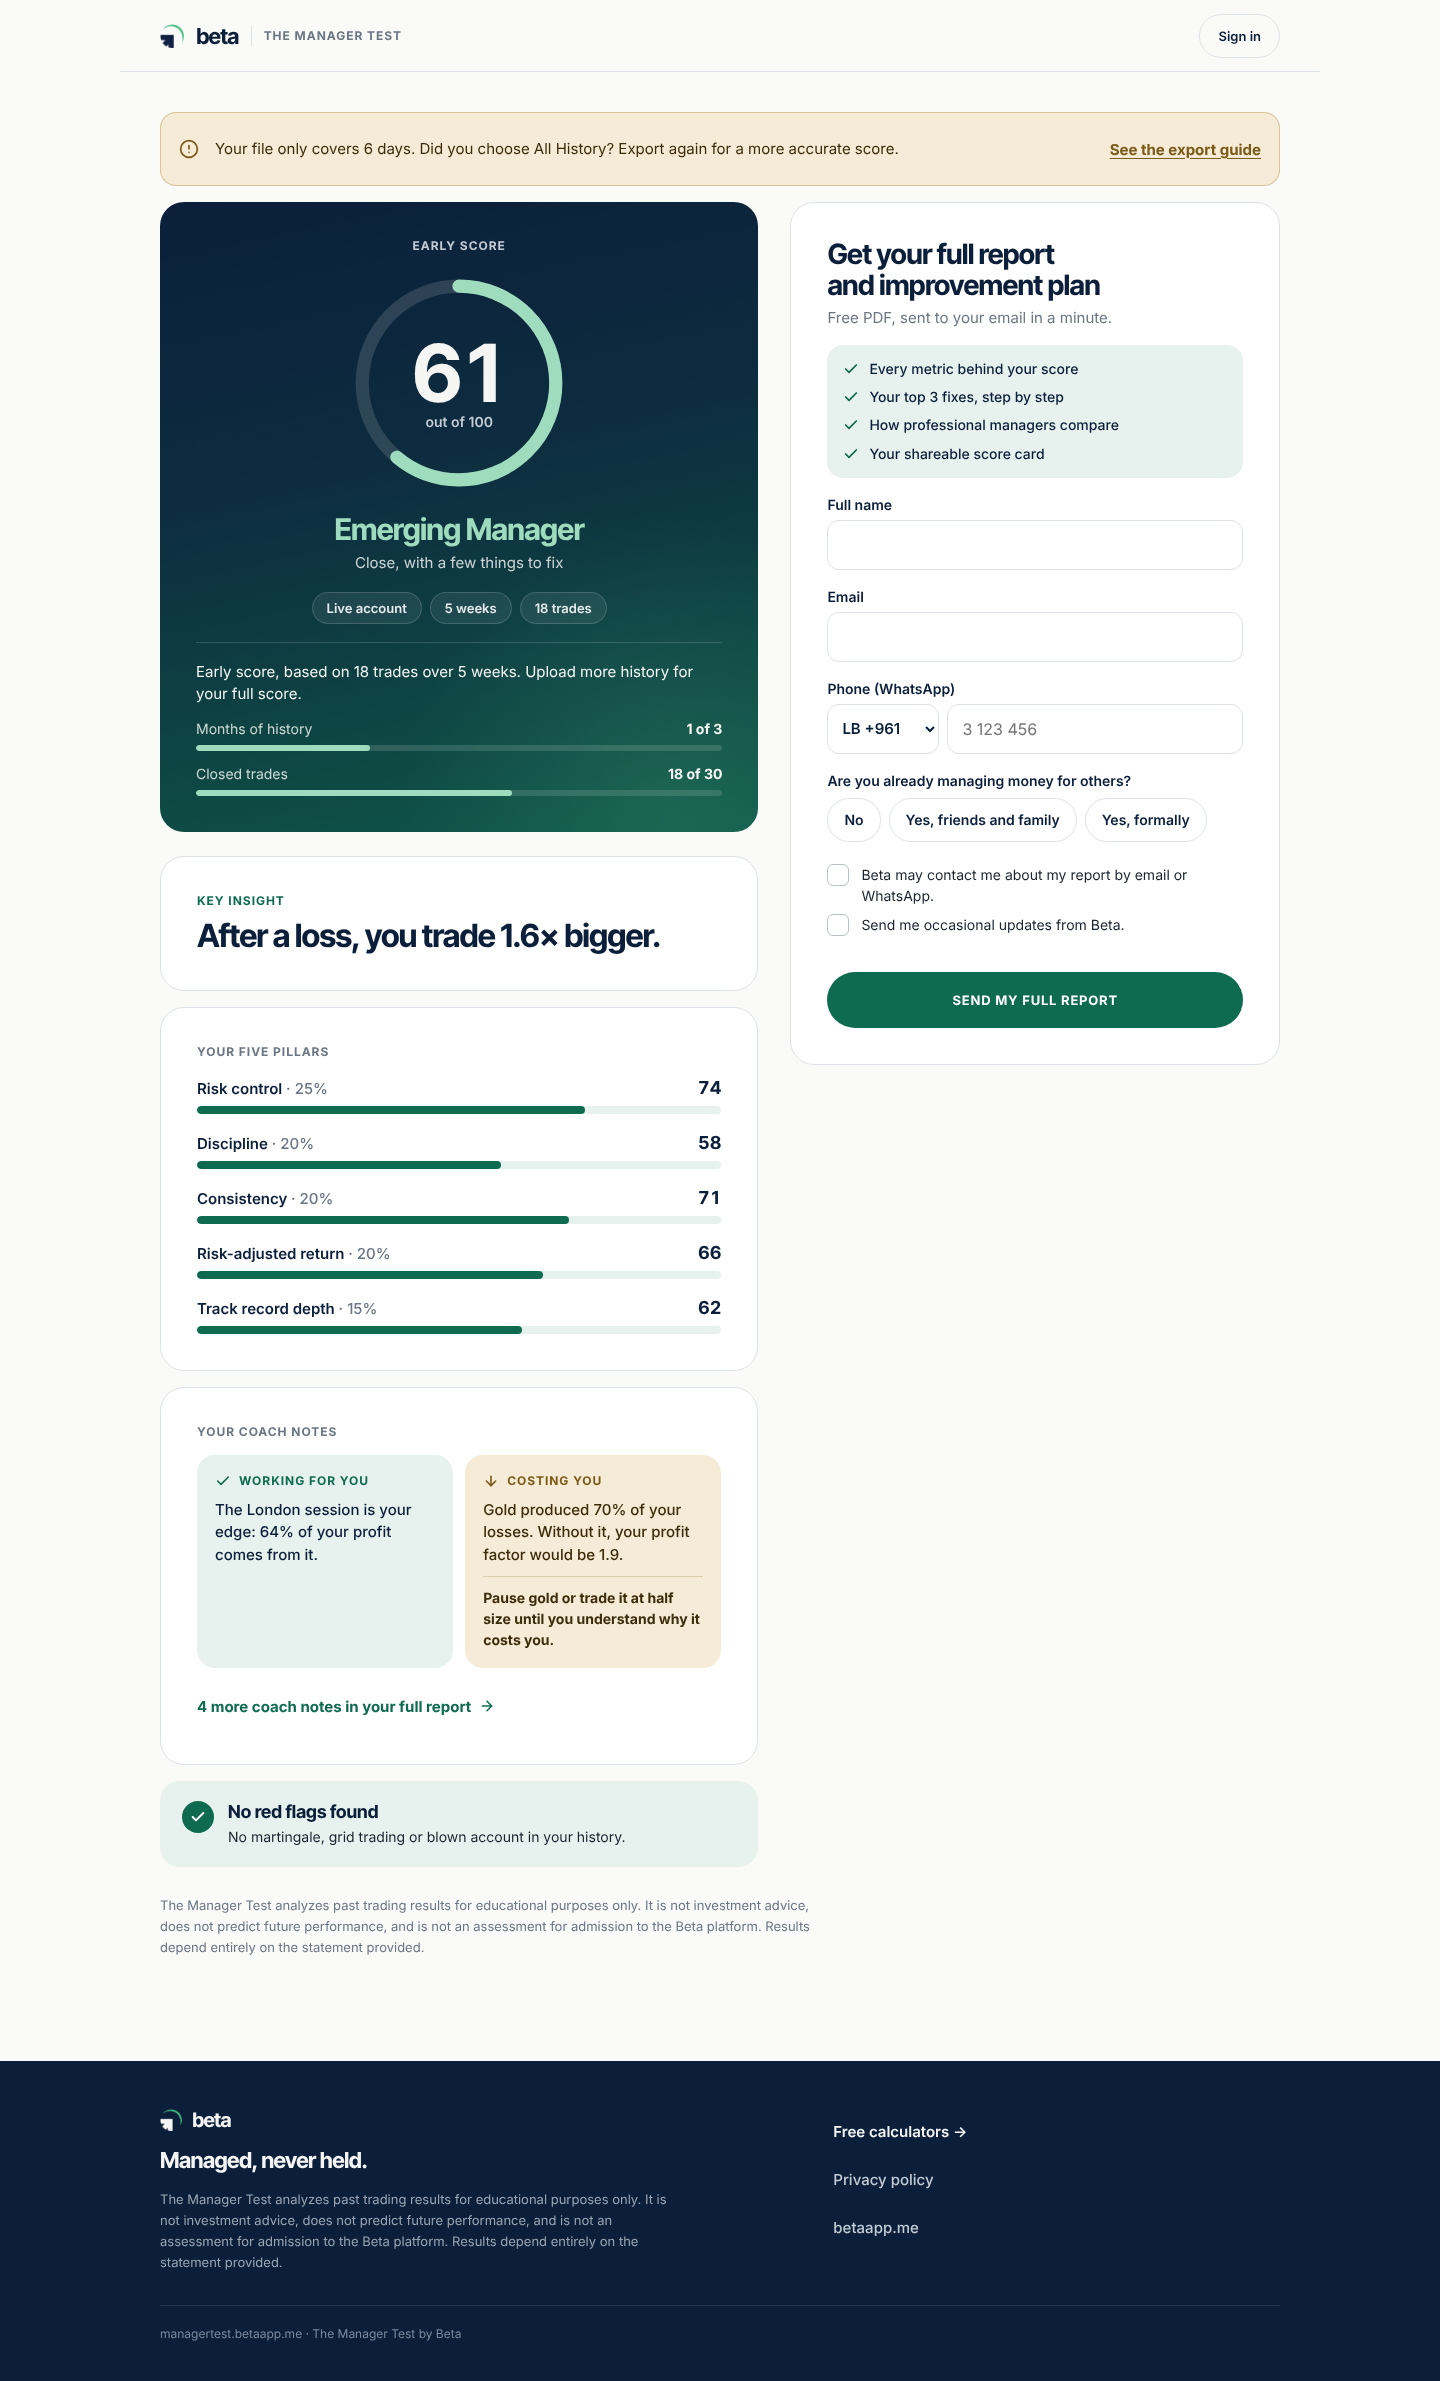 beta
THE MANAGER TEST
Sign in
Your file only covers 6 days. Did you choose All History? Export again for a more accurate score.
See the export guide
EARLY SCORE
61
out of 100
Emerging Manager
Close, with a few things to fix
Live account
5 weeks
18 trades
Early score, based on 18 trades over 5 weeks. Upload more history for
your full score.
Months of history
1 of 3
Closed trades
18 of 30
KEY INSIGHT
After a loss, you trade 1.6× bigger.
YOUR FIVE PILLARS
Risk control · 25%
74
Discipline · 20%
58
Consistency · 20%
71
Risk-adjusted return · 20%
66
Track record depth · 15%
62
YOUR COACH NOTES
WORKING FOR YOU
The London session is your
edge: 64% of your profit
comes from it.
COSTING YOU
Gold produced 70% of your
losses. Without it, your profit
factor would be 1.9.
Pause gold or trade it at half
size until you understand why it
costs you.
4 more coach notes in your full report →
No red flags found
No martingale, grid trading or blown account in your history.
Get your full report
and improvement plan
Free PDF, sent to your email in a minute.
Every metric behind your score
Your top 3 fixes, step by step
How professional managers compare
Your shareable score card
Full name
Email
Phone (WhatsApp)
LB +961
3 123 456
Are you already managing money for others?
No
Yes, friends and family
Yes, formally
Beta may contact me about my report by email or
WhatsApp.
Send me occasional updates from Beta.
SEND MY FULL REPORT
The Manager Test analyzes past trading results for educational purposes only. It is not investment advice,
does not predict future performance, and is not an assessment for admission to the Beta platform. Results
depend entirely on the statement provided.
beta
Managed, never held.
The Manager Test analyzes past trading results for educational purposes only. It is
not investment advice, does not predict future performance, and is not an
assessment for admission to the Beta platform. Results depend entirely on the
statement provided.
Free calculators →
Privacy policy
betaapp.me
managertest.betaapp.me · The Manager Test by Beta